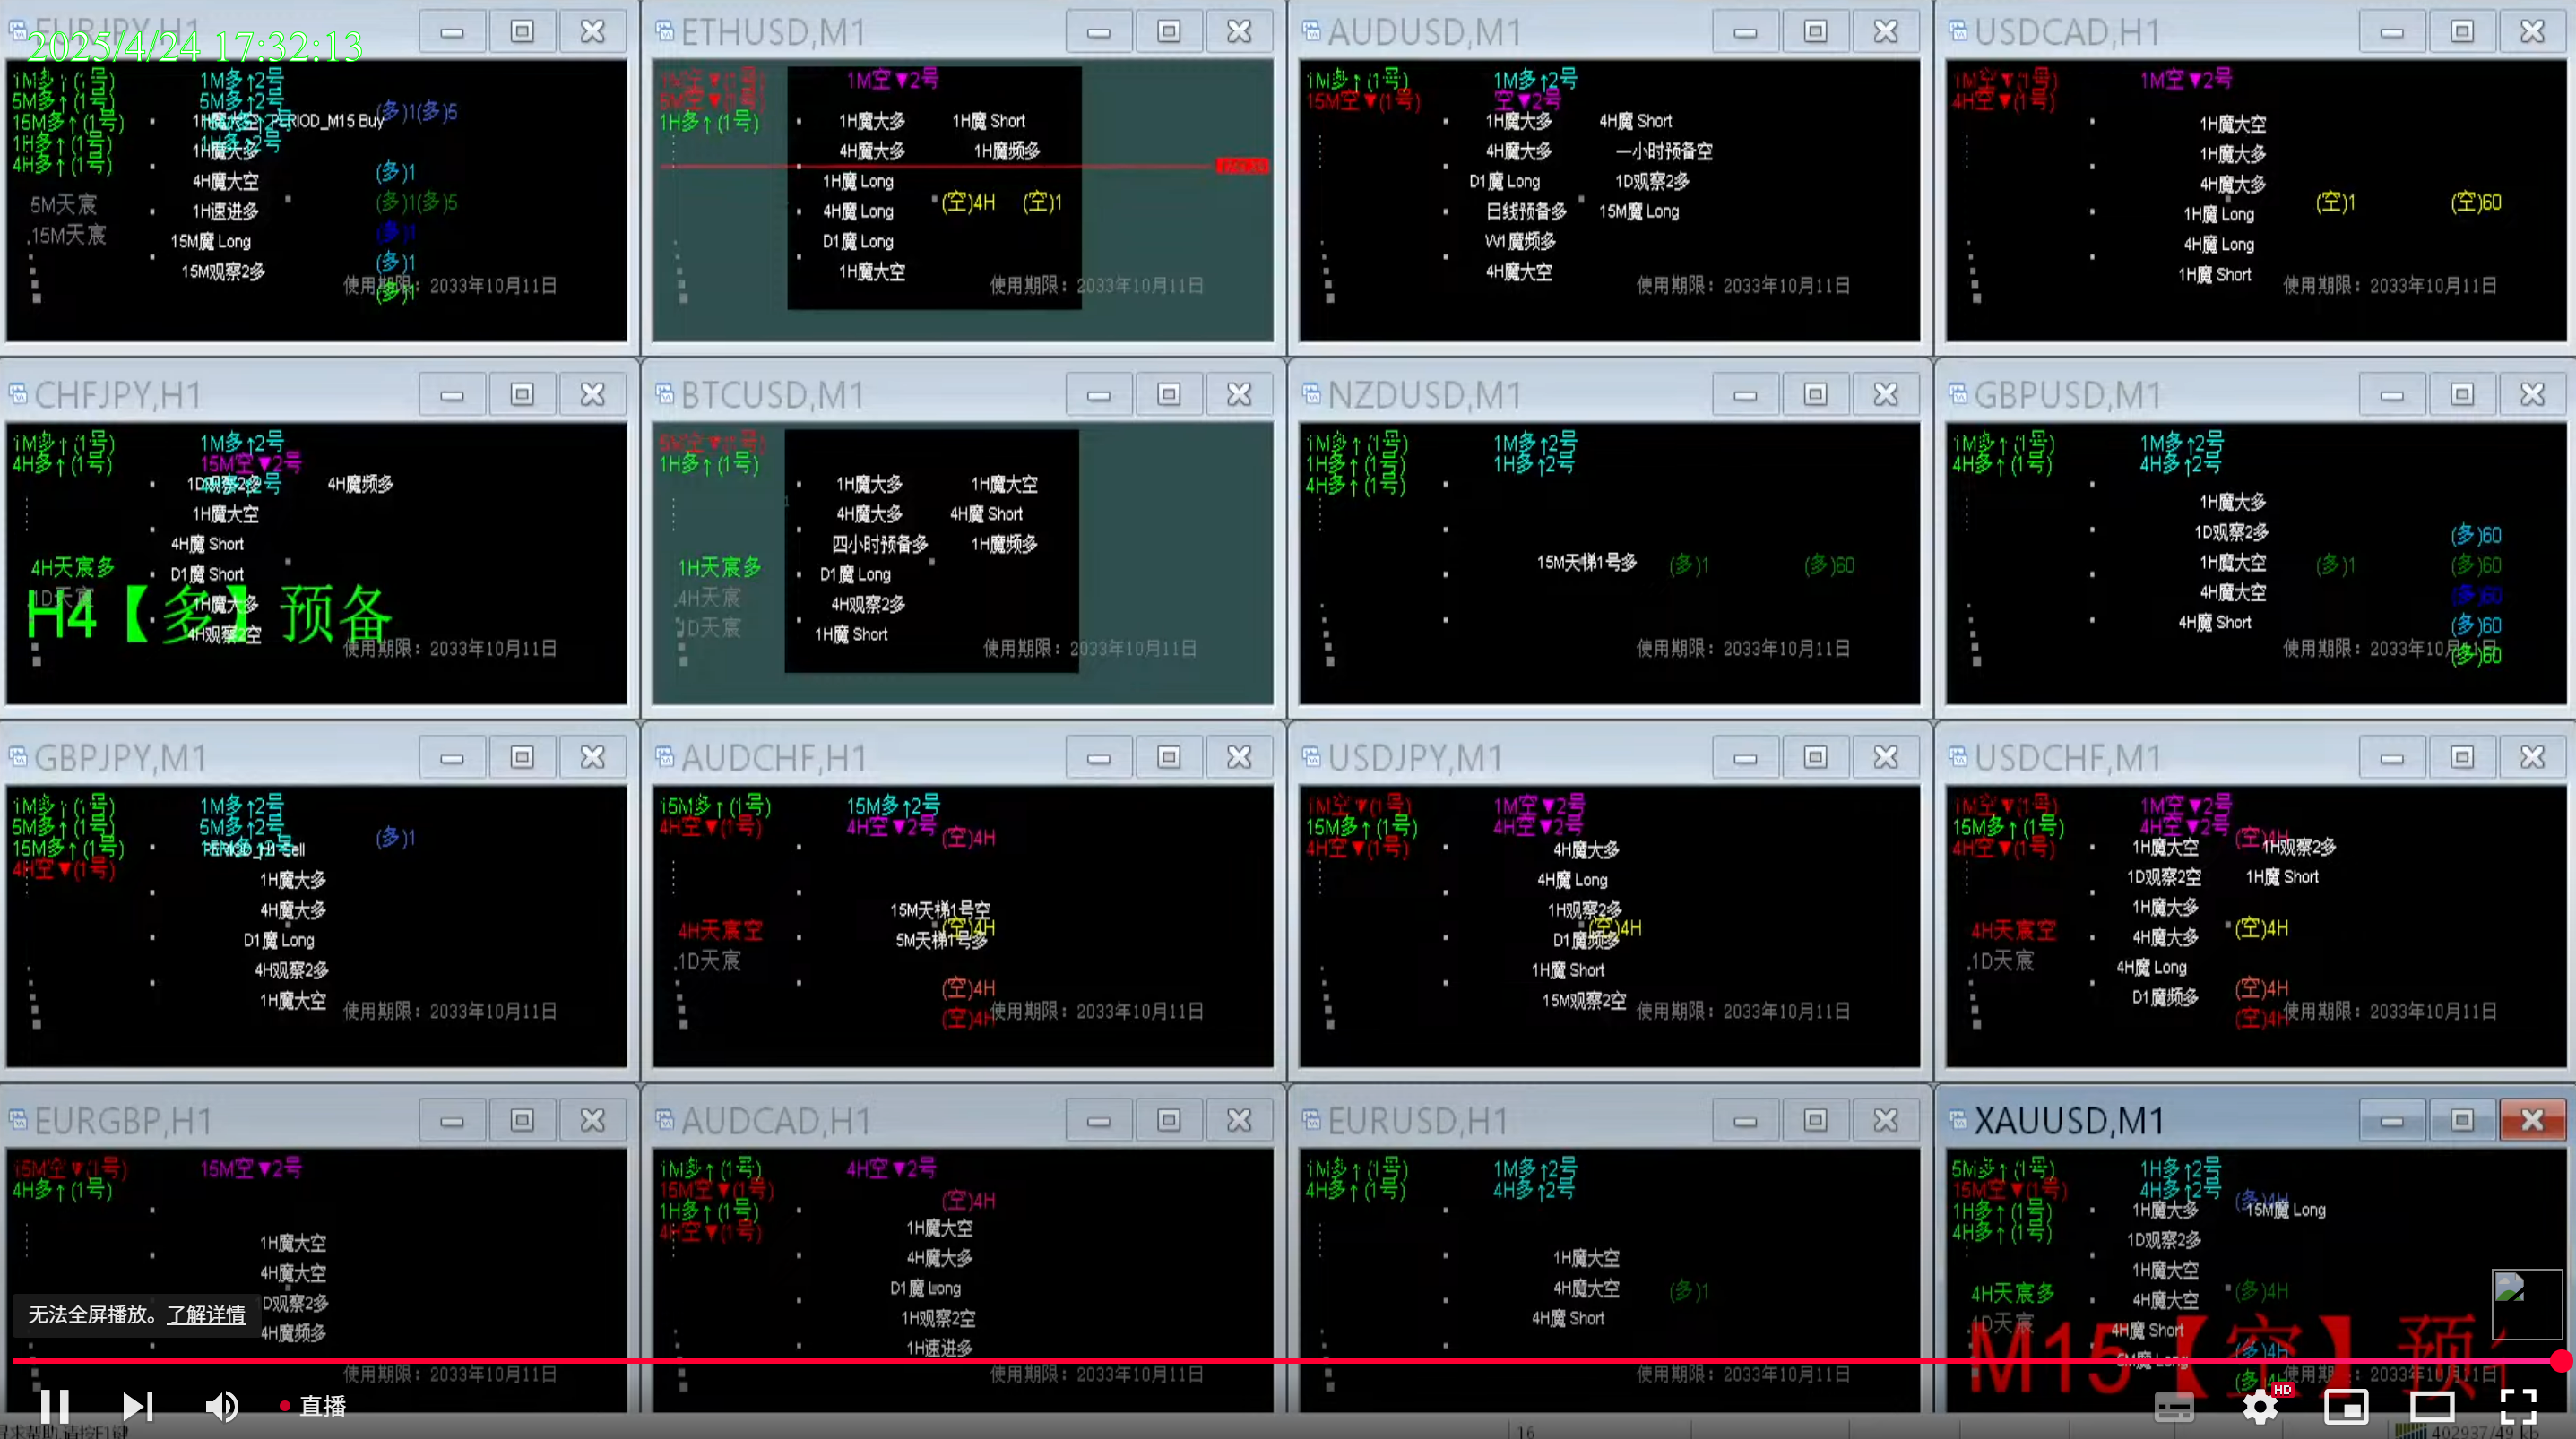 EURJPY,H1
2025/4/24 17:32:13
1M多↑(1号) 1M多↑2号
5M多↑(1号) 5M多↑2号 (多)1(多)5
15M多↑(1号) PERIOD_M15 Buy
1H多↑(1号) 1H魔大多
4H多↑(1号)
(多)1
4H魔大空
5M天宸 1H速进多 (多)1(多)5
.15M天宸 15M魔 Long (多)1
15M观察2多 (多)1
使用期限：2033年10月11日
(多)1
ETHUSD,M1
5M空▼(1号) 1M空▼2号
1H多↑(1号) 1H魔大多 1H魔 Short
4H魔大多 1H魔频多
1H魔 Long
4H魔 Long (空)4H (空)1
D1魔 Long
1H魔大空
使用期限：2033年10月11日
AUDUSD,M1
1M多↑(1号) 1M多↑2号
15M空▼(1号) 空▼2号
1H魔大多 4H魔 Short
4H魔大多 一小时预备空
D1魔 Long 1D观察2多
日线预备多 15M魔 Long
W1魔频多
4H魔大空
使用期限：2033年10月11日
USDCAD,H1
1M空▼(1号) 1M空▼2号
4H空▼(1号)
1H魔大空
1H魔大多
4H魔大多
(空)1 (空)60
1H魔 Long
4H魔 Long
1H魔 Short
使用期限：2033年10月11日
CHFJPY,H1
1M多↑(1号) 1M多↑2号
4H多↑(1号) 15M空▼2号
1D观察2多 4H魔频多
1H魔大空
4H魔 Short
4H天宸多 D1魔 Short
1D天宸 1H魔大多
H4【多】预备
4H观察2空
使用期限：2033年10月11日
BTCUSD,M1
5M空▼(1号)
1H多↑(1号)
1H魔大多 1H魔大空
4H魔大多 4H魔 Short
四小时预备多 1H魔频多
1H天宸多 D1魔 Long
.4H天宸 4H观察2多
1D天宸 1H魔 Short
使用期限：2033年10月11日
NZDUSD,M1
1M多↑(1号) 1M多↑2号
1H多↑(1号) 1H多↑2号
4H多↑(1号)
15M天梯1号多 (多)1 (多)60
使用期限：2033年10月11日
GBPUSD,M1
1M多↑(1号) 1M多↑2号
4H多↑(1号) 4H多↑2号
1H魔大多
1D观察2多 (多)60
1H魔大空 (多)1 (多)60
4H魔大空 (多)60
4H魔 Short (多)60
使用期限：2033年10月11日
(多)60
GBPJPY,M1
1M多↑(1号) 1M多↑2号
5M多↑(1号) 5M多↑2号 (多)1
15M多↑(1号)
4H空▼(1号) 1H魔大多
4H魔大多
D1魔 Long
4H观察2多
1H魔大空
使用期限：2033年10月11日
AUDCHF,H1
15M多↑(1号) 15M多↑2号
4H空▼(1号) 4H空▼2号 (空)4H
15M天梯1号空
4H天宸空 (空)4H
5M天梯1号多
.1D天宸
(空)4H
(空)4H
使用期限：2033年10月11日
USDJPY,M1
1M空▼(1号) 1M空▼2号
15M多↑(1号) 4H空▼2号
4H空▼(1号) 4H魔大多
4H魔 Long
1H观察2多
(空)4H
D1魔频多
1H魔 Short
15M观察2空
使用期限：2033年10月11日
USDCHF,M1
1M空▼(1号) 1M空▼2号
15M多↑(1号) 4H空▼2号 (空)4H
4H空▼(1号) 1H魔大空 1H观察2多
1D观察2空 1H魔 Short
1H魔大多
4H天宸空 4H魔大多 (空)4H
.1D天宸 4H魔 Long
D1魔频多 (空)4H
(空)4H
使用期限：2033年10月11日
EURGBP,H1
15M空▼(1号) 15M空▼2号
4H多↑(1号)
1H魔大空
4H魔大空
1D观察2多
4H魔频多
使用期限：2033年10月11日
AUDCAD,H1
1M多↑(1号) 4H空▼2号
15M空▼(1号) (空)4H
1H多↑(1号) 1H魔大空
4H空▼(1号) 4H魔大多
D1魔 Long
1H观察2空
1H速进多
使用期限：2033年10月11日
EURUSD,H1
1M多↑(1号) 1M多↑2号
4H多↑(1号) 4H多↑2号
1H魔大空
4H魔大空 (多)1
4H魔 Short
使用期限：2033年10月11日
XAUUSD,M1
5M多↑(1号) 1H多↑2号
15M空▼(1号) 4H多↑2号 (多)4H
1H多↑(1号) 1H魔大多 15M魔 Long
4H多↑(1号) 1D观察2多
1H魔大空
4H天宸多 4H魔大空 (多)4H
.1D天宸 4H魔 Short
M15【空】预
(多)4H
使用期限：2033年10月11日
无法全屏播放。了解详情
直播
HD
16
402937/49 kb